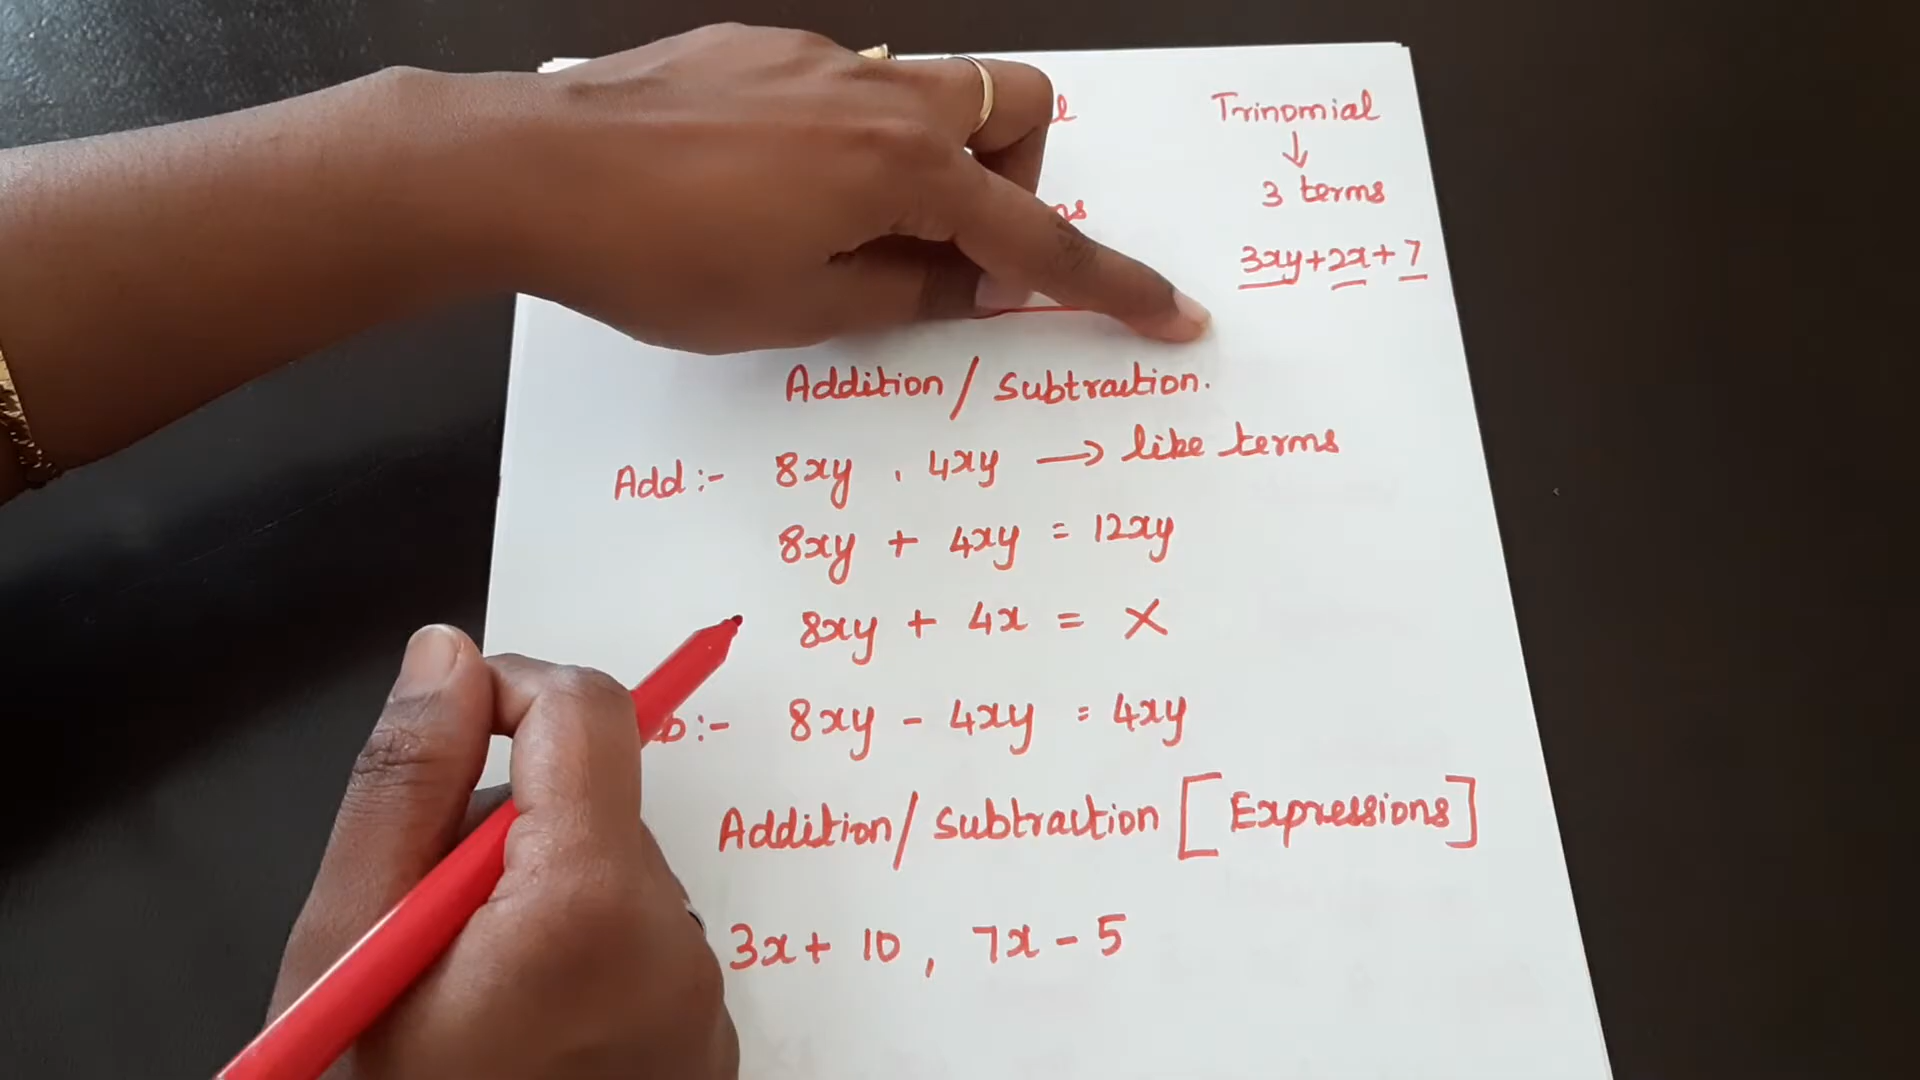 Trinomial
↓
3 terms
3xy+2x+7
Addition / Subtraction.
Add :- 8xy , 4xy → like terms
8xy + 4xy = 12xy
8xy + 4x = X
:- 8xy - 4xy = 4xy
Addition / Subtraction [Expressions]
3x + 10 , 7x - 5